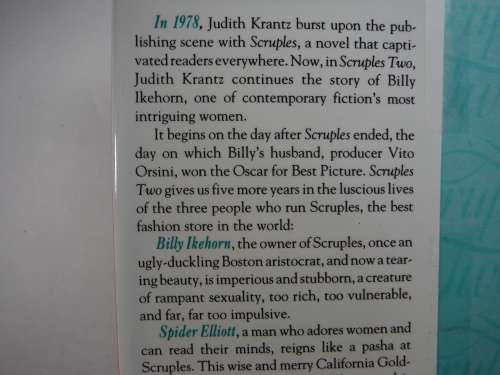 In 1978, Judith Krantz burst upon the pub-
lishing scene with Scruples, a novel that capti-
vated readers everywhere. Now, in Scruples Two,
Judith Krantz continues the story of Billy
Ikehorn, one of contemporary fiction's most
intriguing women.
It begins on the day after Scruples ended, the
day on which Billy's husband, producer Vito
Orsini, won the Oscar for Best Picture. Scruples
Two gives us five more years in the luscious lives
of the three people who run Scruples, the best
fashion store in the world:
Billy Ikehorn, the owner of Scruples, once an
ugly-duckling Boston aristocrat, and now a tear-
ing beauty, is imperious and stubborn, a creature
of rampant sexuality, too rich, too vulnerable,
and far, far too impulsive.
Spider Elliott, a man who adores women and
can read their minds, reigns like a pasha at
Scruples. This wise and merry California Gold-